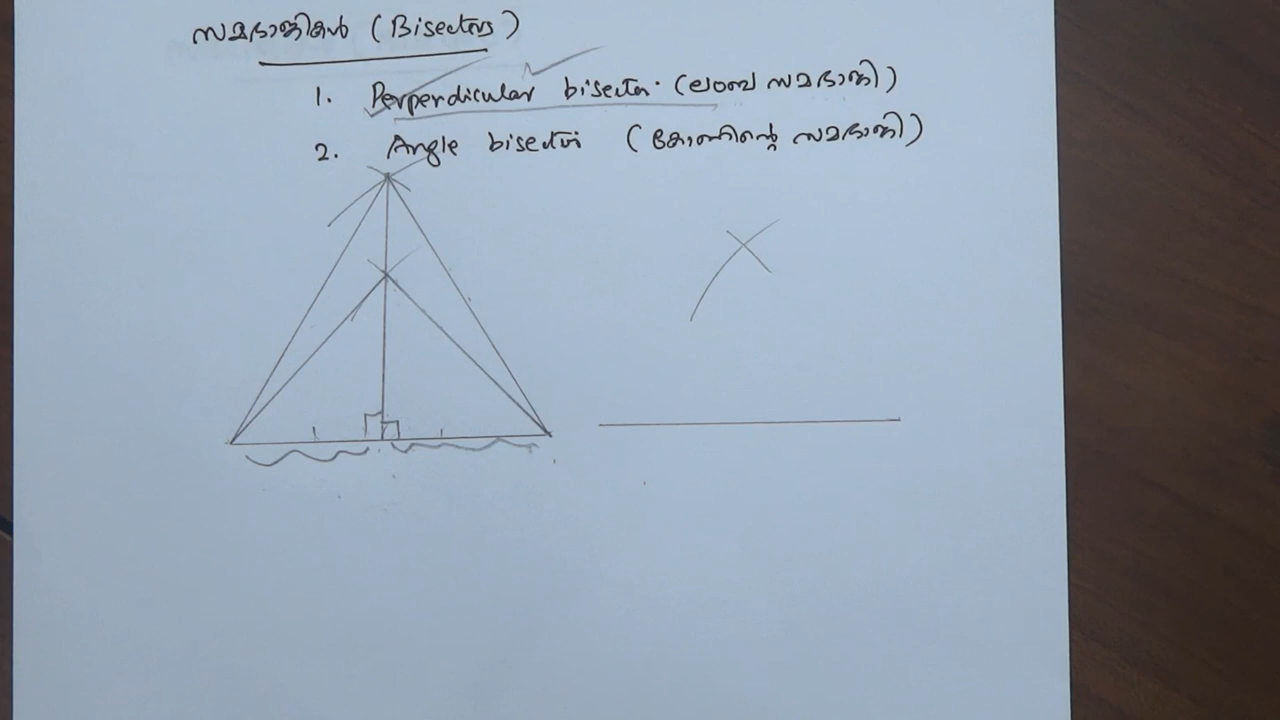 സമഭാജികൾ (Bisectors)
1. Perpendicular bisector. (ലംബ സമഭാജി)
2. Angle bisector (കോണിന്റെ സമഭാജി)